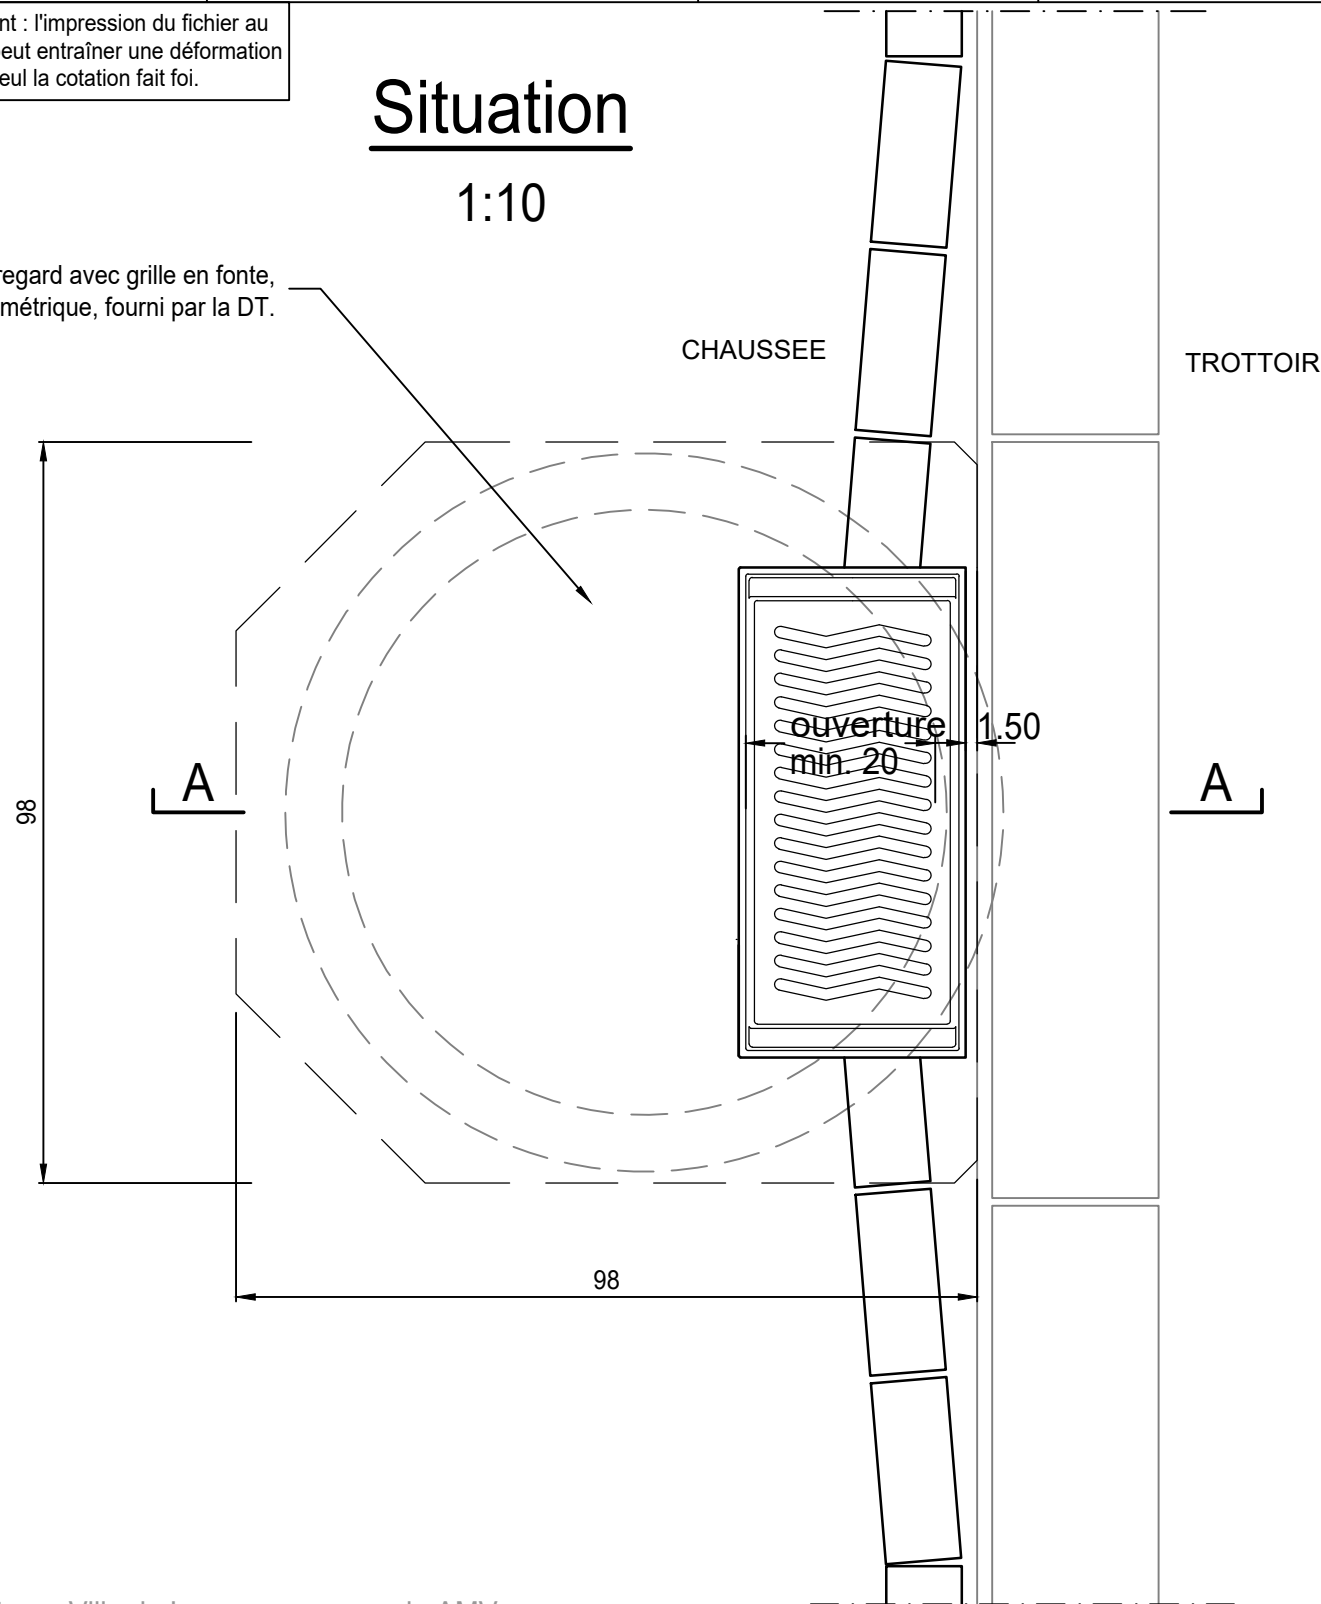 nt : l'impression du fichier au
peut entraîner une déformation
eul la cotation fait foi.
Situation
1:10
regard avec grille en fonte,
métrique, fourni par la DT.
CHAUSSEE
TROTTOIR
ouverture
min. 20
1.50
A
A
98
98